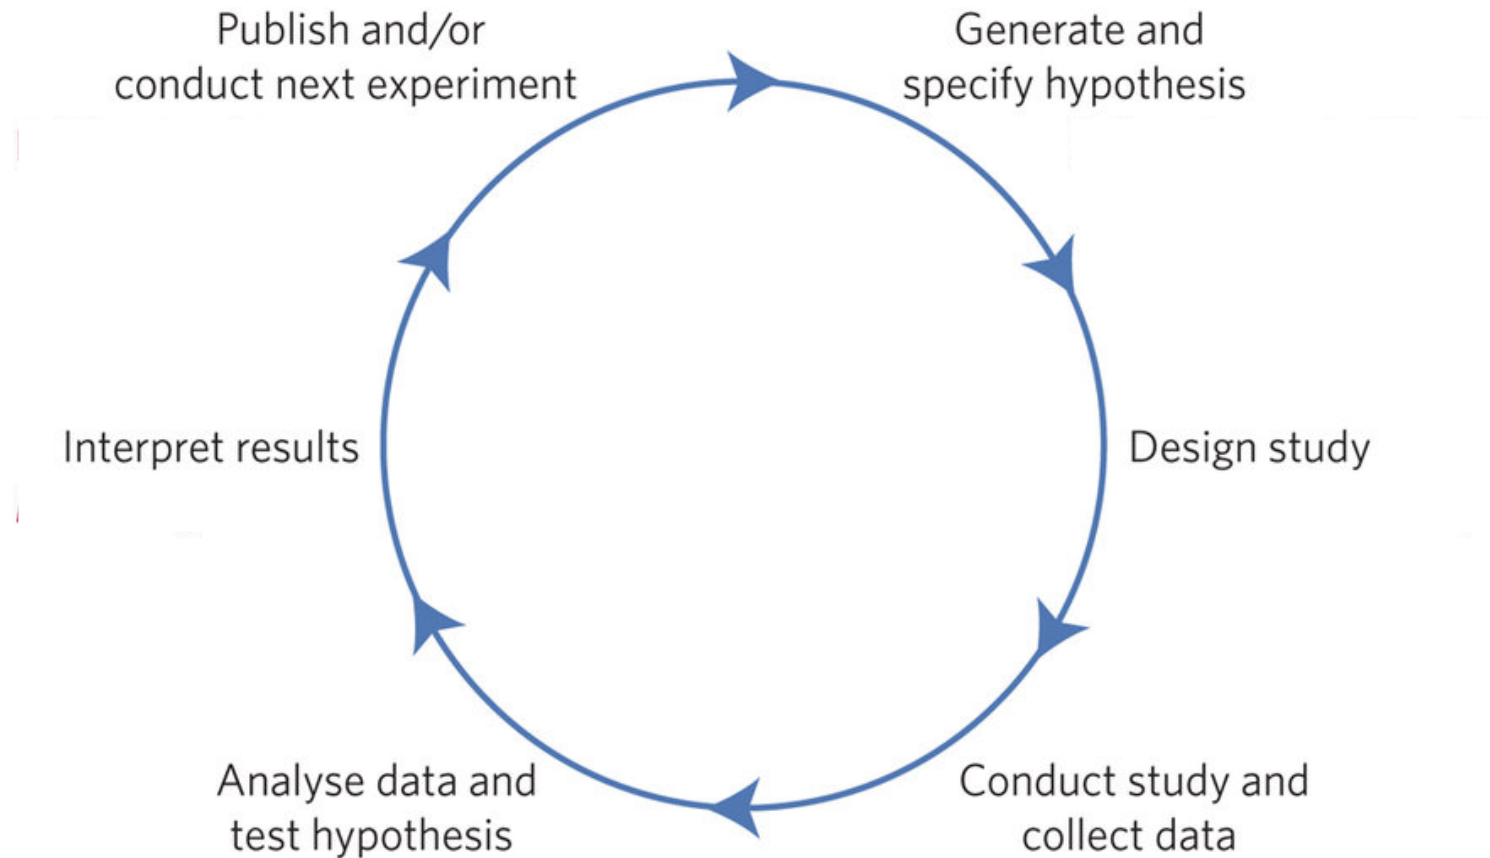 Publish and/or
conduct next experiment
Generate and
specify hypothesis
Interpret results
Design study
Analyse data and
test hypothesis
Conduct study and
collect data